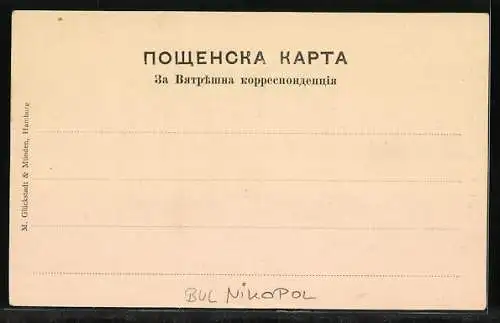 ПОЩЕНСКА КАРТА
За Вятрѣшна корреспонденція
M. Glückstadt & Münden, Hamburg
BUL NIKOPOL